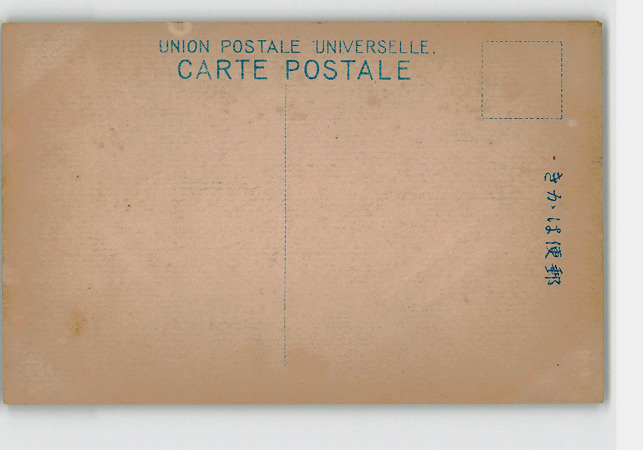 UNION POSTALE UNIVERSELLE.
CARTE POSTALE
きかは便郵